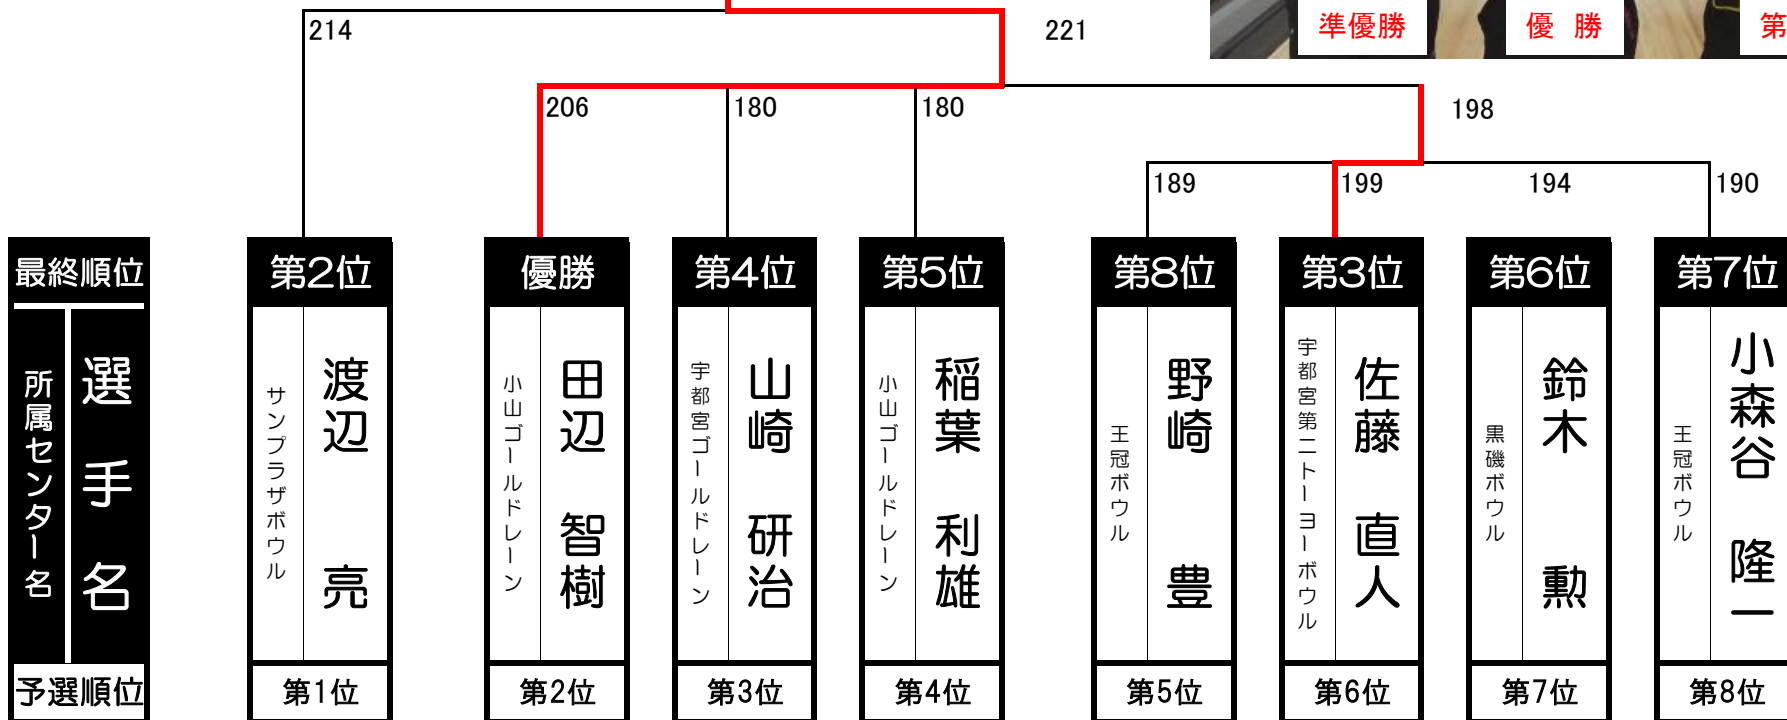 214
221
準優勝
優 勝
第
206
180
180
198
189
199
194
190
最終順位
選手名
所属センター名
予選順位
第2位
渡辺 亮
サンプラザボウル
第1位
優勝
田辺 智樹
小山ゴールドレーン
第2位
第4位
山崎 研治
宇都宮ゴールドレーン
第3位
第5位
稲葉 利雄
小山ゴールドレーン
第4位
第8位
野崎 豊
王冠ボウル
第5位
第3位
佐藤 直人
宇都宮第二トーヨーボウル
第6位
第6位
鈴木 勲
黒磯ボウル
第7位
第7位
小森谷 隆一
王冠ボウル
第8位